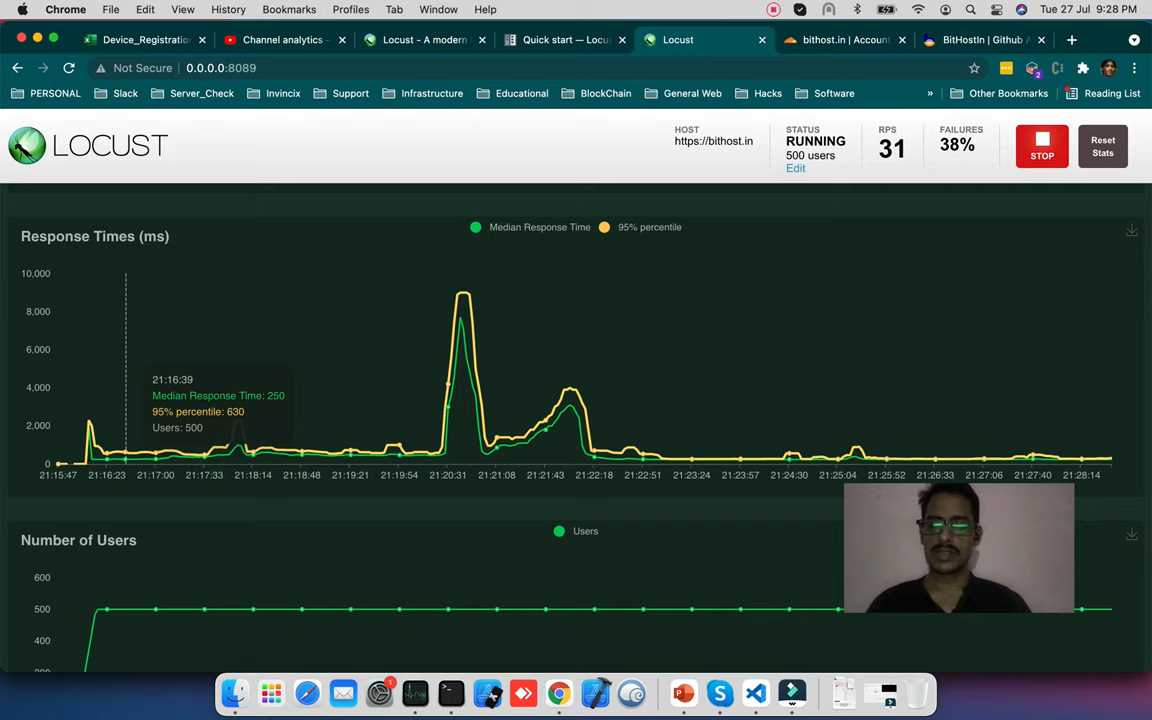 Chrome File Edit View History Bookmarks Profiles Tab Window Help Tue 27 Jul 9:28 PM
Device_Registration Channel analytics - Locust - A modern Quick start — Locu Locust bithost.in | Account BitHostIn | Github A
Not Secure 0.0.0.0:8089 2
PERSONAL Slack Server_Check Invincix Support Infrastructure Educational BlockChain General Web Hacks Software » Other Bookmarks Reading List
LOCUST
HOST
https://bithost.in
STATUS
RUNNING
500 users
Edit
RPS
31
FAILURES
38%
STOP
Reset
Stats
Response Times (ms)
Median Response Time 95% percentile
10,000
8,000
6,000
4,000
2,000
0
21:16:39
Median Response Time: 250
95% percentile: 630
Users: 500
21:15:47 21:16:23 21:17:00 21:17:33 21:18:14 21:18:48 21:19:20 21:19:54 21:20:31 21:21:08 21:21:43 21:22:18 21:22:51 21:23:24 21:23:57 21:24:30 21:25:04 21:25:52 21:26:33 21:27:06 21:27:40 21:28:14
Number of Users
Users
600
500
400
1